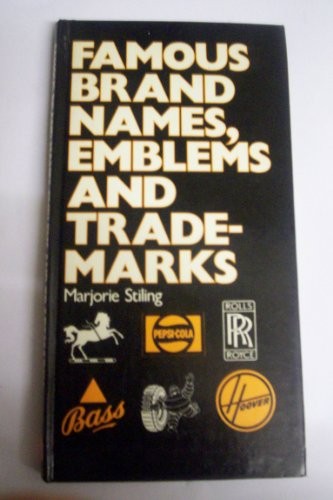 FAMOUS
BRAND
NAMES,
EMBLEMS
AND
TRADE-
MARKS
Marjorie Stiling
PEPSI-COLA
ROLLS
RR
ROYCE
Bass
HOOVER